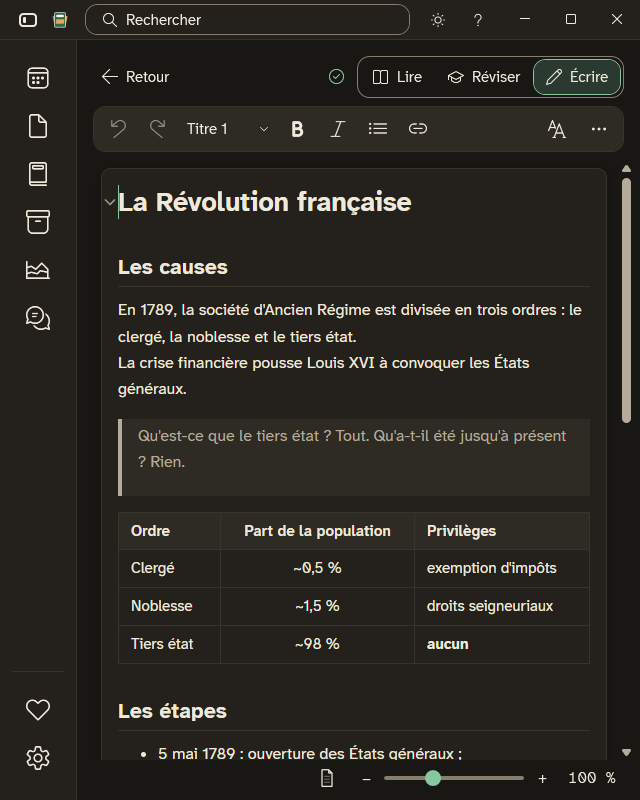 Rechercher
?
Retour
Lire
Réviser
Écrire
Titre 1
B
I
AA
La Révolution française
Les causes
En 1789, la société d'Ancien Régime est divisée en trois ordres : le
clergé, la noblesse et le tiers état.
La crise financière pousse Louis XVI à convoquer les États
généraux.
Qu'est-ce que le tiers état ? Tout. Qu'a-t-il été jusqu'à présent
? Rien.
Ordre Part de la population Privilèges
Clergé ~0,5 % exemption d'impôts
Noblesse ~1,5 % droits seigneuriaux
Tiers état ~98 % aucun
Les étapes
• 5 mai 1789 : ouverture des États généraux ;
− + 100 %